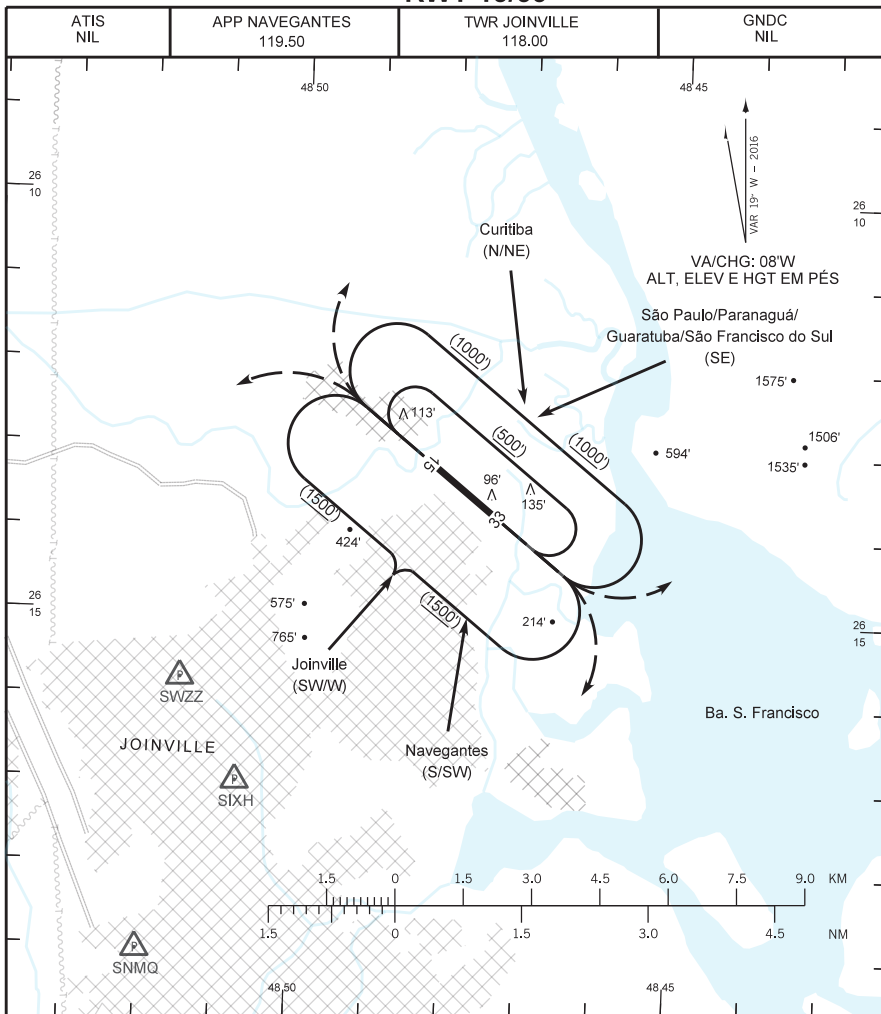 ATIS
NIL
APP NAVEGANTES
119.50
TWR JOINVILLE
118.00
GNDC
NIL
48 50
48 45
26
10
26
10
VAR 19° W – 2016
VA/CHG: 08'W
ALT, ELEV E HGT EM PÉS
Curitiba
(N/NE)
São Paulo/Paranaguá/
Guaratuba/São Francisco do Sul
(SE)
(1000')
1575'
113'
(500')
(1000')
1506'
594'
1535'
15
96'
135'
33
(1500')
424'
575'
(1500')
214'
765'
26
15
26
15
Joinville
(SW/W)
SWZZ
JOINVILLE
Navegantes
(S/SW)
Ba. S. Francisco
SIXH
1.5 0 1.5 3.0 4.5 6.0 7.5 9.0 KM
1.5 0 1.5 3.0 4.5 NM
P
P
P
SNMQ
48 50
48 45